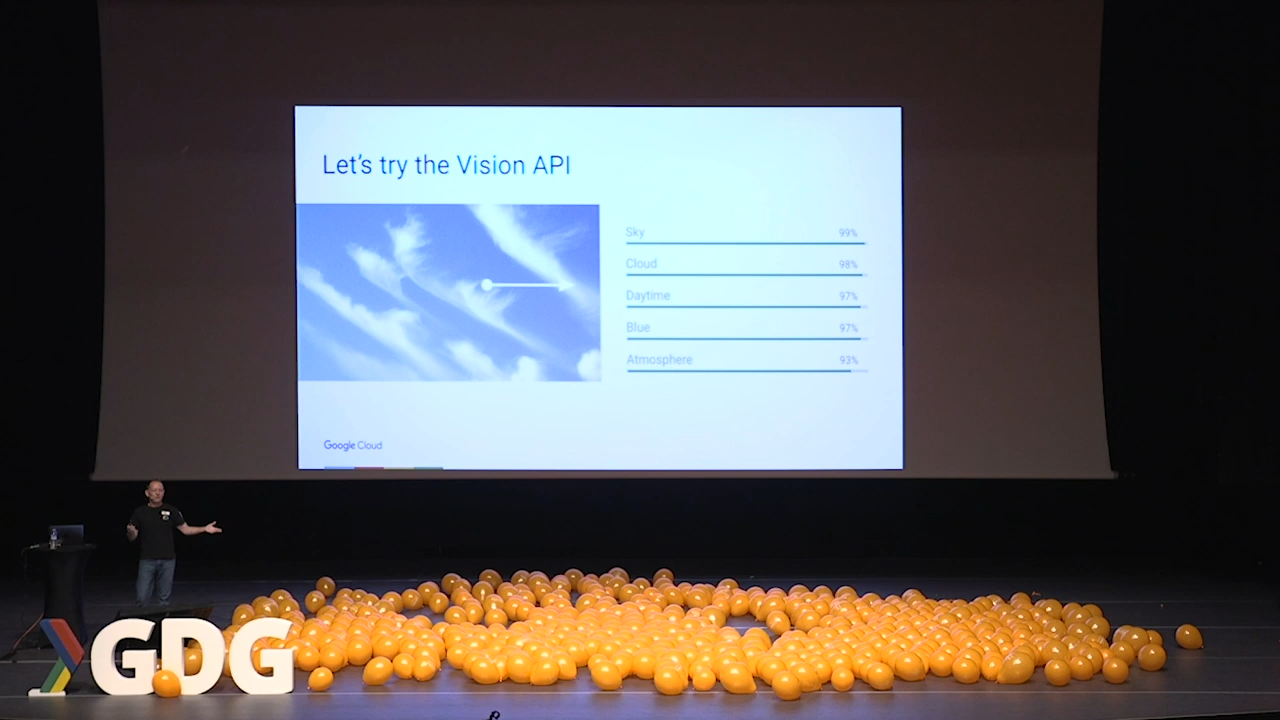 Let's try the Vision API
Sky 99%
Cloud 98%
Daytime 97%
Blue 97%
Atmosphere 93%
Google Cloud
GDG